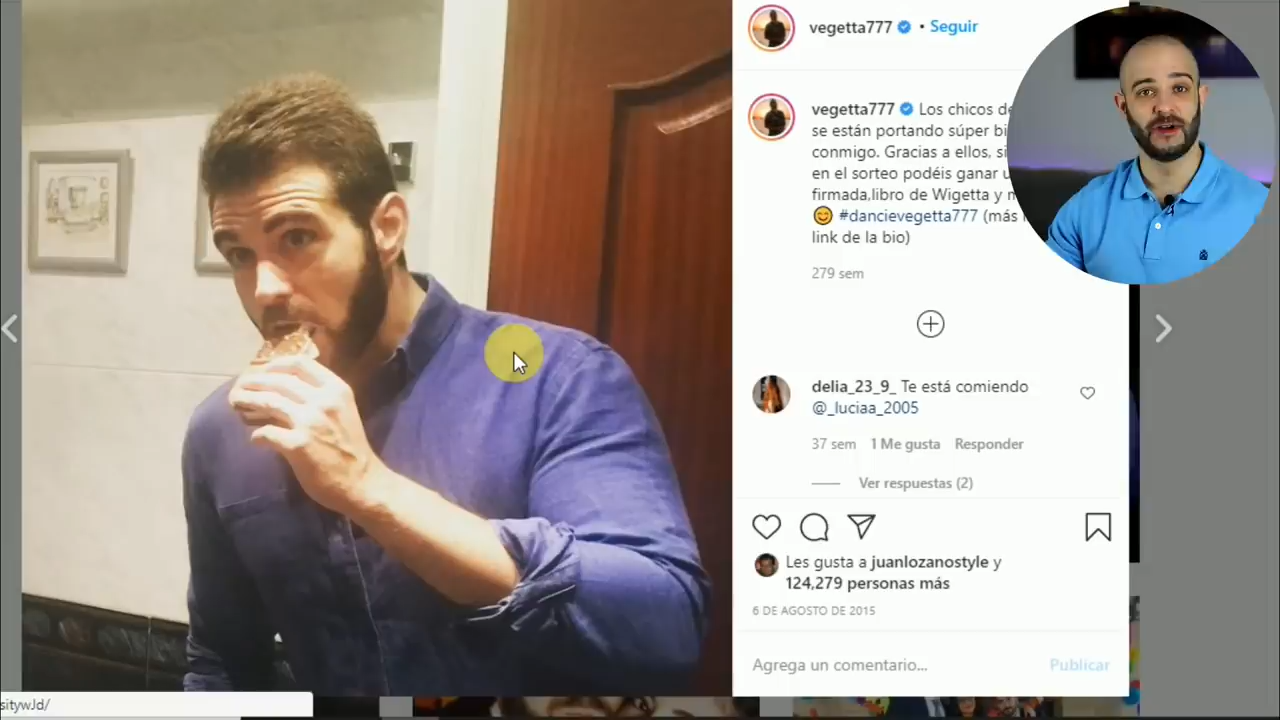 vegetta777 • Seguir
vegetta777 Los chicos de
se están portando súper bi
conmigo. Gracias a ellos, si
en el sorteo podéis ganar u
firmada,libro de Wigetta y m
😊 #dancievegetta777 (más
link de la bio)
279 sem
delia_23_9_ Te está comiendo
@_luciaa_2005
37 sem 1 Me gusta Responder
Ver respuestas (2)
Les gusta a juanlozanostyle y
124,279 personas más
6 DE AGOSTO DE 2015
Agrega un comentario... Publicar
sitywJd/